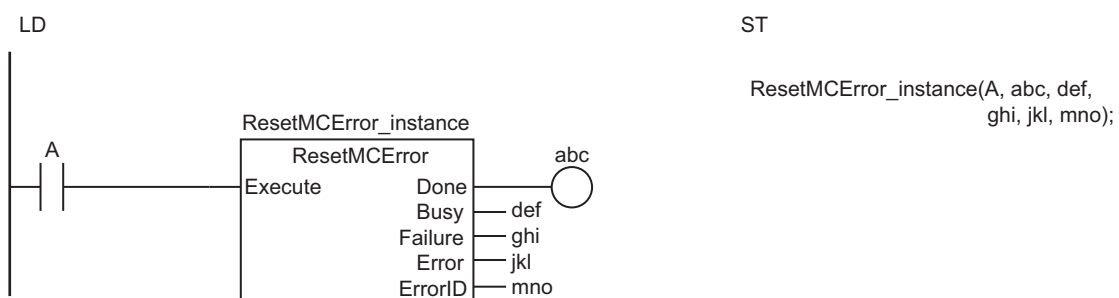 LD
ST
ResetMCError_instance(A, abc, def,
ghi, jkl, mno);
ResetMCError_instance
A
ResetMCError
abc
Execute
Done
Busy
def
Failure
ghi
Error
jkl
ErrorID
mno